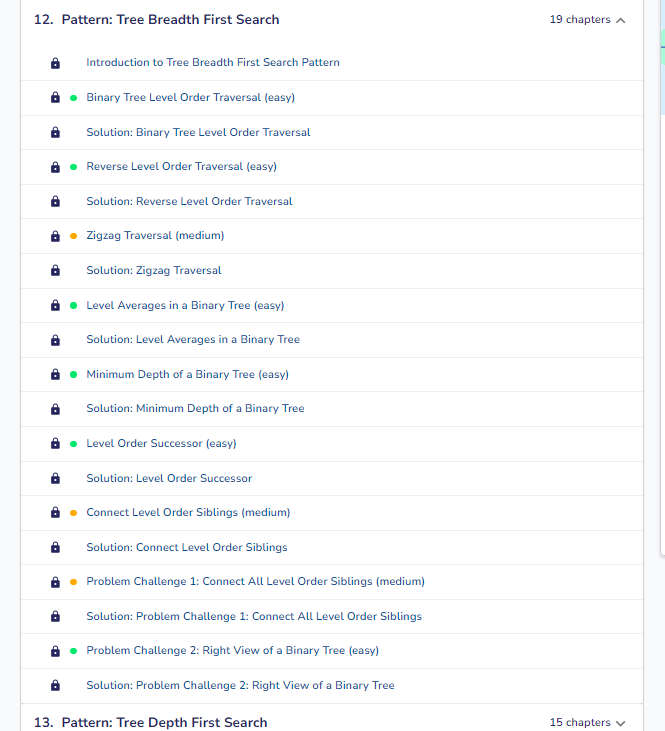 12. Pattern: Tree Breadth First Search 19 chapters
Introduction to Tree Breadth First Search Pattern
Binary Tree Level Order Traversal (easy)
Solution: Binary Tree Level Order Traversal
Reverse Level Order Traversal (easy)
Solution: Reverse Level Order Traversal
Zigzag Traversal (medium)
Solution: Zigzag Traversal
Level Averages in a Binary Tree (easy)
Solution: Level Averages in a Binary Tree
Minimum Depth of a Binary Tree (easy)
Solution: Minimum Depth of a Binary Tree
Level Order Successor (easy)
Solution: Level Order Successor
Connect Level Order Siblings (medium)
Solution: Connect Level Order Siblings
Problem Challenge 1: Connect All Level Order Siblings (medium)
Solution: Problem Challenge 1: Connect All Level Order Siblings
Problem Challenge 2: Right View of a Binary Tree (easy)
Solution: Problem Challenge 2: Right View of a Binary Tree
13. Pattern: Tree Depth First Search 15 chapters